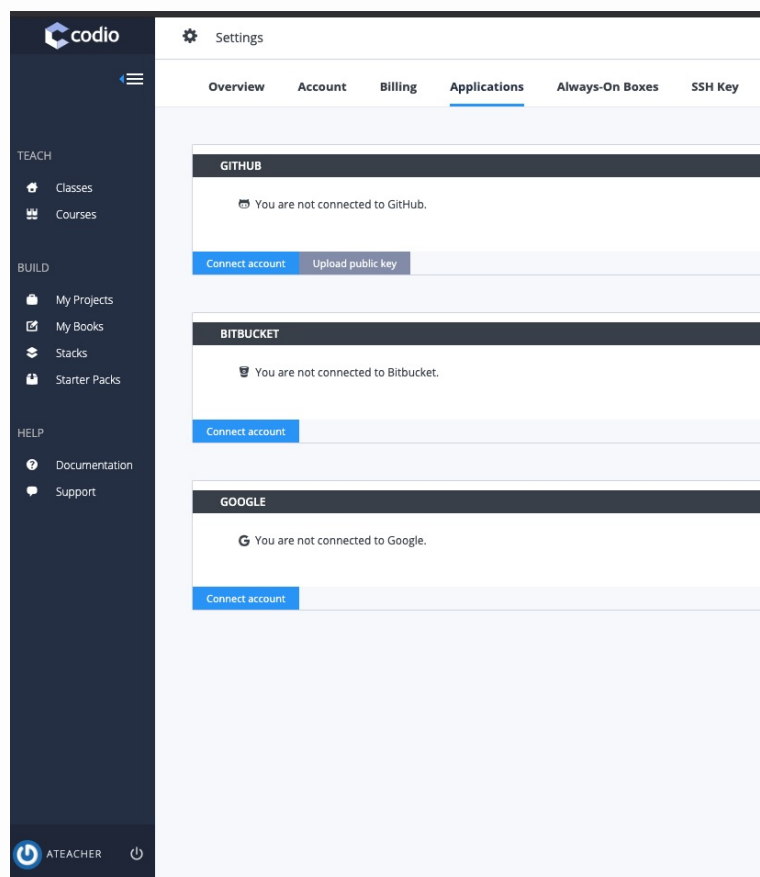 codio
Settings
Overview Account Billing Applications Always-On Boxes SSH Key
TEACH
Classes
Courses
BUILD
My Projects
My Books
Stacks
Starter Packs
HELP
Documentation
Support
ATEACHER
GITHUB
You are not connected to GitHub.
Connect account Upload public key
BITBUCKET
You are not connected to Bitbucket.
Connect account
GOOGLE
You are not connected to Google.
Connect account